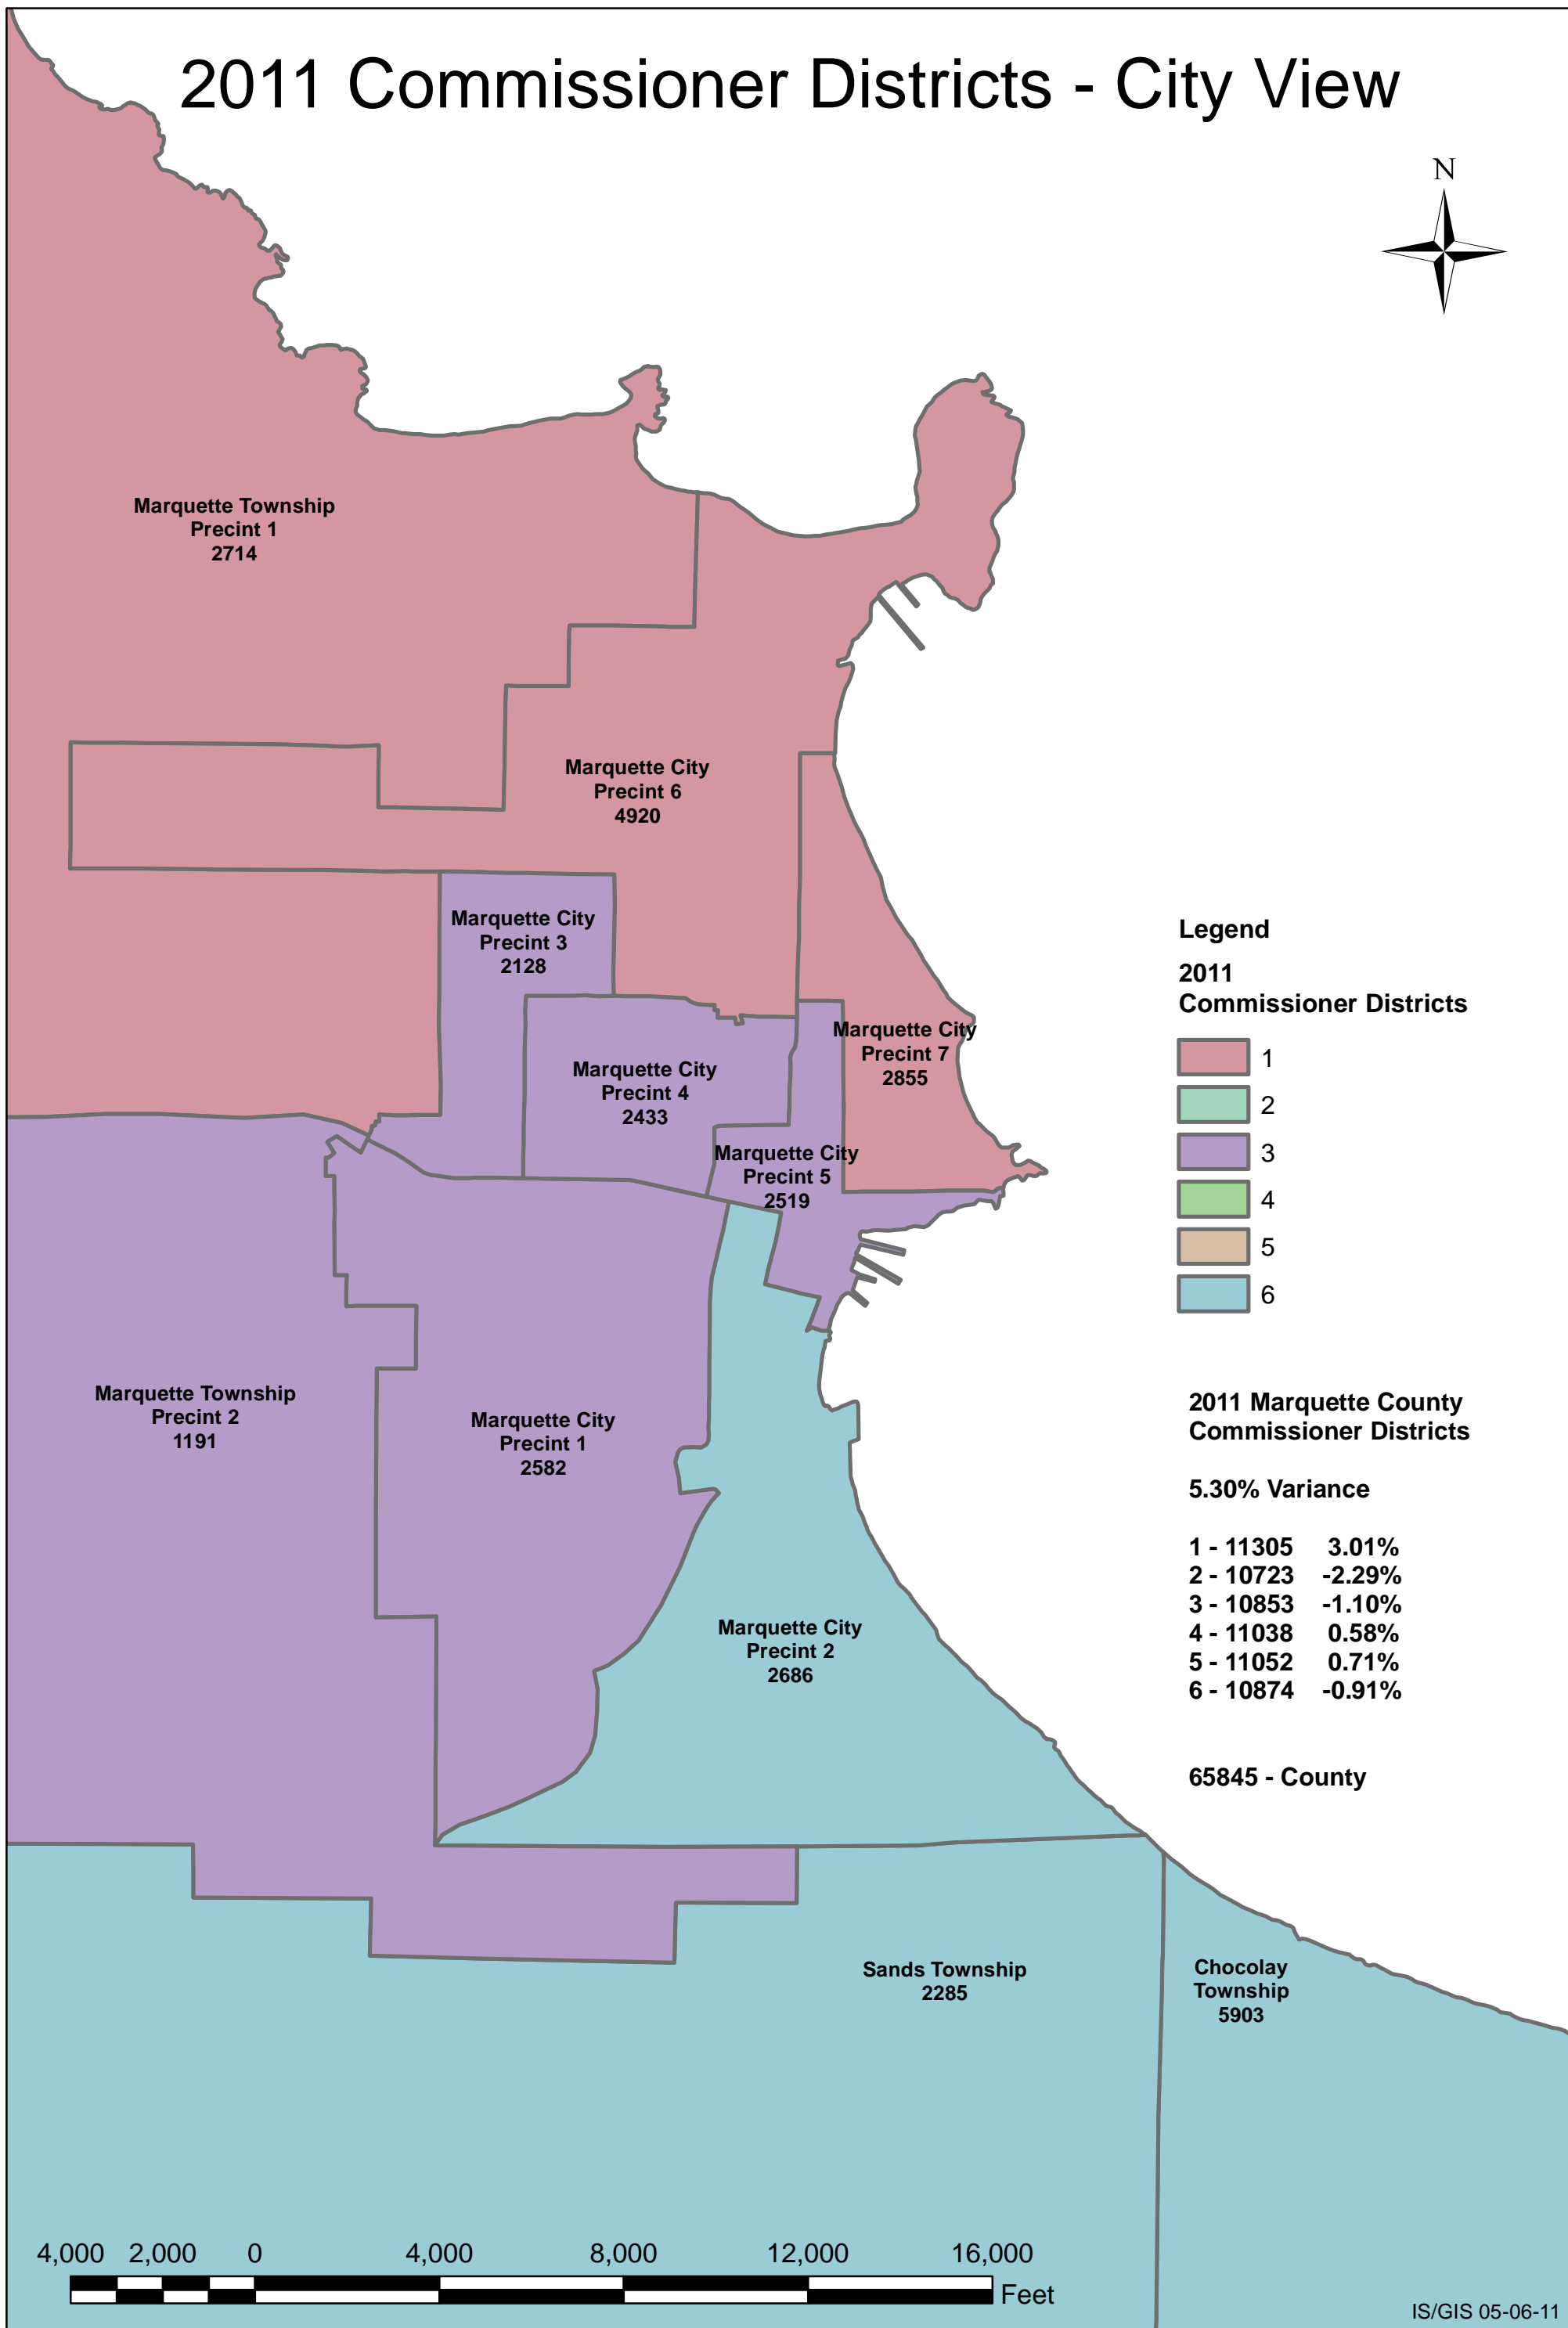 2011 Commissioner Districts - City View
N
Marquette Township
Precint 1
2714
Marquette City
Precint 6
4920
Marquette City
Precint 3
2128
Marquette City
Precint 7
2855
Marquette City
Precint 4
2433
Marquette City
Precint 5
2519
Marquette Township
Precint 2
1191
Marquette City
Precint 1
2582
Marquette City
Precint 2
2686
Sands Township
2285
Chocolay
Township
5903
Legend
2011
Commissioner Districts
1
2
3
4
5
6
2011 Marquette County
Commissioner Districts
5.30% Variance
1 - 11305 3.01%
2 - 10723 -2.29%
3 - 10853 -1.10%
4 - 11038 0.58%
5 - 11052 0.71%
6 - 10874 -0.91%
65845 - County
4,000 2,000 0 4,000 8,000 12,000 16,000
Feet
IS/GIS 05-06-11